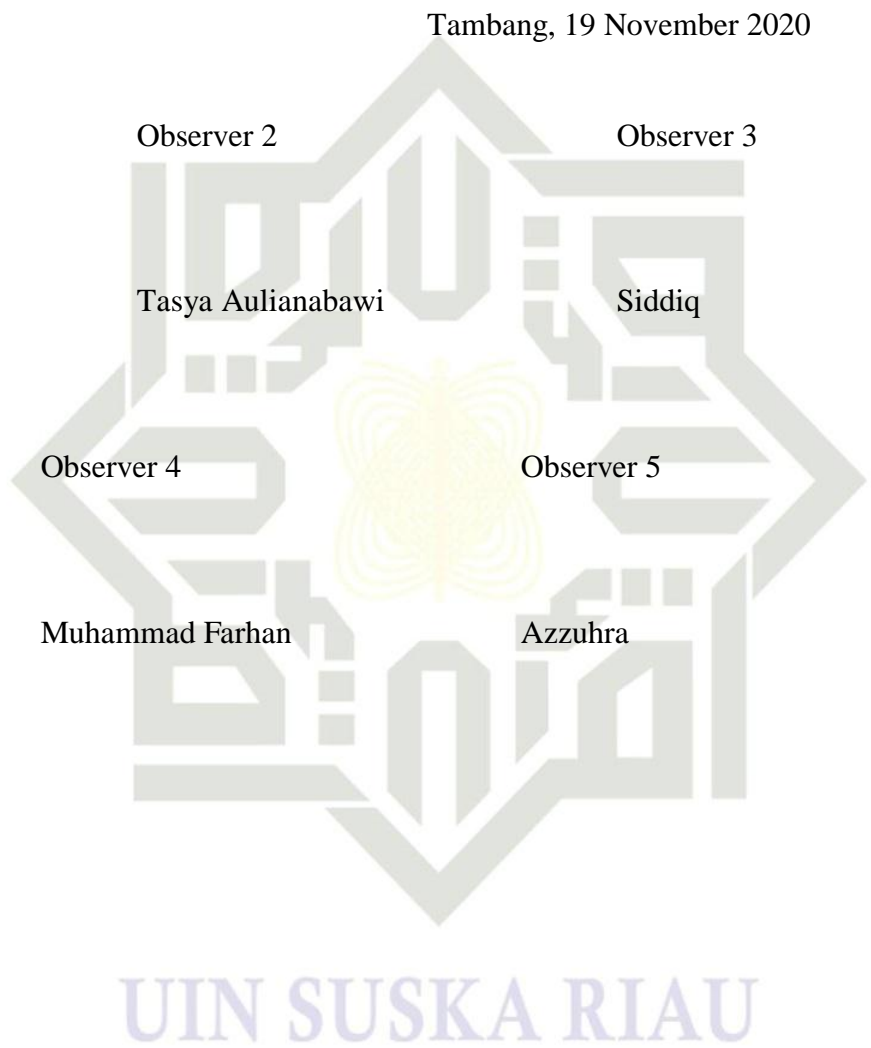 Tambang, 19 November 2020
Observer 2 Observer 3
Tasya Aulianabawi Siddiq
Observer 4 Observer 5
Muhammad Farhan Azzuhra
UIN SUSKA RIAU